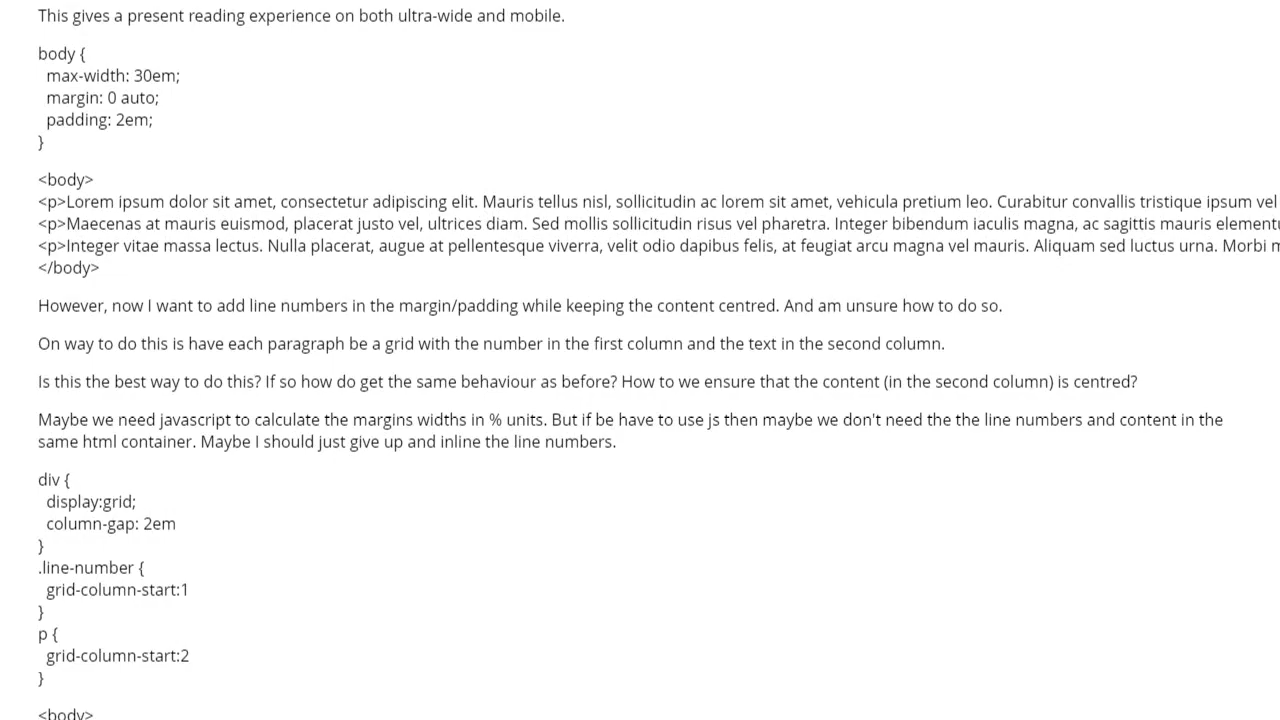 This gives a present reading experience on both ultra-wide and mobile.
body {
max-width: 30em;
margin: 0 auto;
padding: 2em;
}
<body>
<p>Lorem ipsum dolor sit amet, consectetur adipiscing elit. Mauris tellus nisl, sollicitudin ac lorem sit amet, vehicula pretium leo. Curabitur convallis tristique ipsum vel
<p>Maecenas at mauris euismod, placerat justo vel, ultrices diam. Sed mollis sollicitudin risus vel pharetra. Integer bibendum iaculis magna, ac sagittis mauris
<p>Integer vitae massa lectus. Nulla placerat, augue at pellentesque viverra, velit odio dapibus felis, at feugiat arcu magna vel mauris. Aliquam sed luctus urna. Morbi
</body>
However, now I want to add line numbers in the margin/padding while keeping the content centred. And am unsure how to do so.
On way to do this is have each paragraph be a grid with the number in the first column and the text in the second column.
Is this the best way to do this? If so how do get the same behaviour as before? How to we ensure that the content (in the second column) is centred?
Maybe we need javascript to calculate the margins widths in % units. But if be have to use js then maybe we don't need the the line numbers and content in the
same html container. Maybe I should just give up and inline the line numbers.
div {
display:grid;
column-gap: 2em
}
.line-number {
grid-column-start:1
}
p {
grid-column-start:2
}
<body>